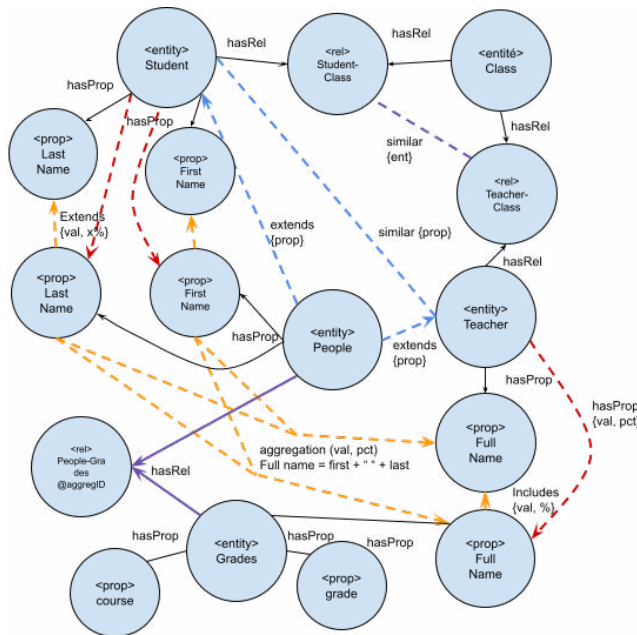 <entity>
Student
hasRel
<rel>
Student-
Class
hasRel
<entité>
Class
hasProp
hasProp
hasRel
<prop>
Last
Name
<prop>
First
Name
similar
{ent}
<rel>
Teacher-
Class
Extends
{val, x%}
extends
{prop}
similar {prop}
hasRel
<prop>
Last
Name
<prop>
First
Name
hasProp
<entity>
People
extends
{prop}
<entity>
Teacher
hasProp
hasProp
{val, pct}
<rel>
People-Gra
des
@aggregID
aggregation (val, pct)
Full name = first + “ “ + last
<prop>
Full
Name
hasRel
Includes
{val, %}
hasProp
<entity>
Grades
hasProp
hasProp
<prop>
Full
Name
<prop>
course
<prop>
grade